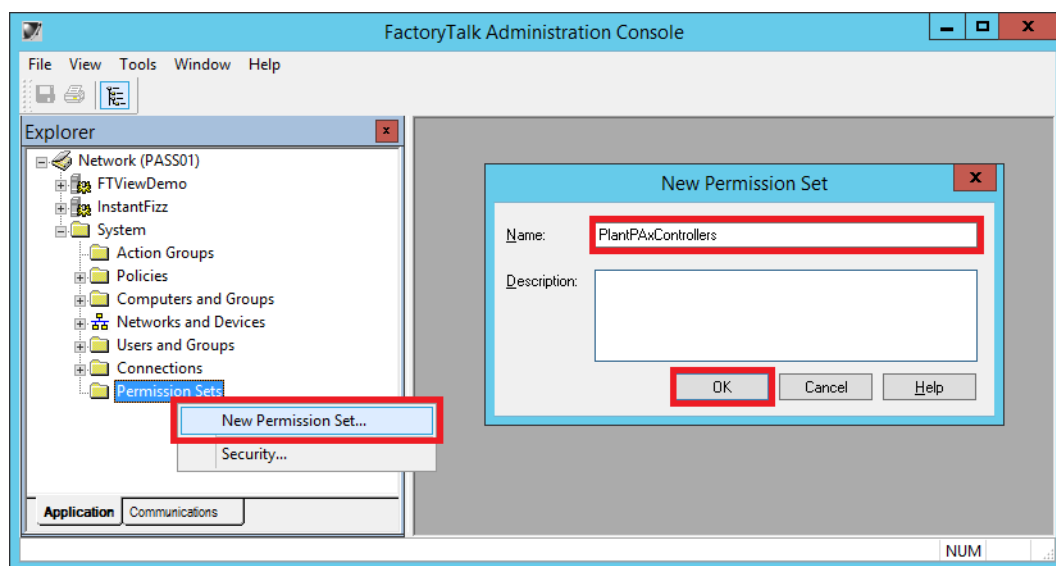 FactoryTalk Administration Console
File View Tools Window Help
Explorer
Network (PASS01)
FTViewDemo
InstantFizz
System
Action Groups
Policies
Computers and Groups
Networks and Devices
Users and Groups
Connections
Permission Sets
New Permission Set...
Security...
Application Communications
New Permission Set
Name: PlantPAxControllers
Description:
OK Cancel Help
NUM